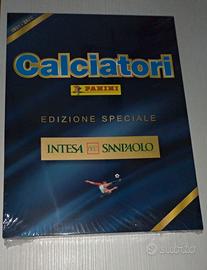 Calciatori
PANINI
EDIZIONE SPECIALE
INTESA SANPAOLO
subito